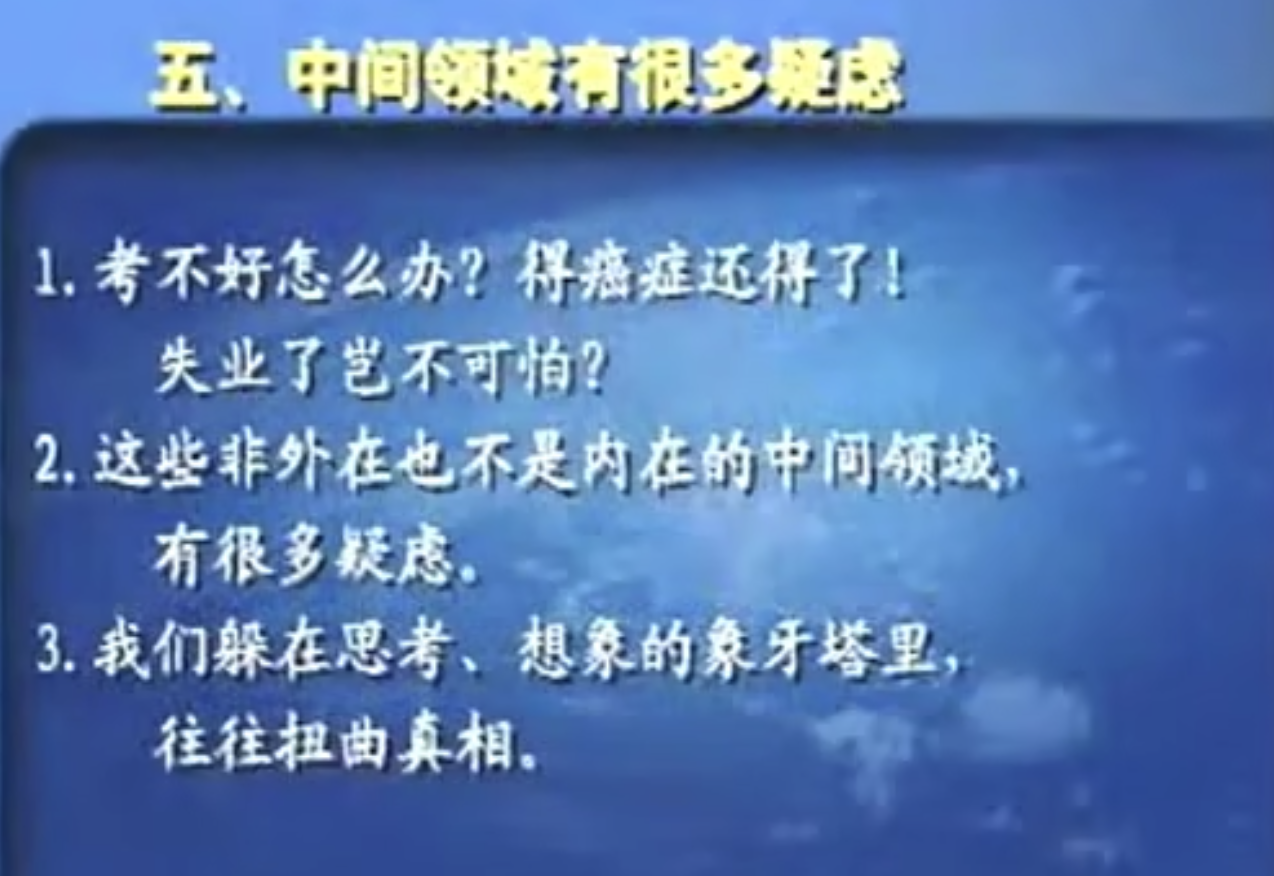 五、中间领域有很多疑虑
1.考不好怎么办？得癌症还得了！
失业了岂不可怕？
2.这些非外在也不是内在的中间领域，
有很多疑虑。
3.我们躲在思考、想象的象牙塔里，
往往扭曲真相。